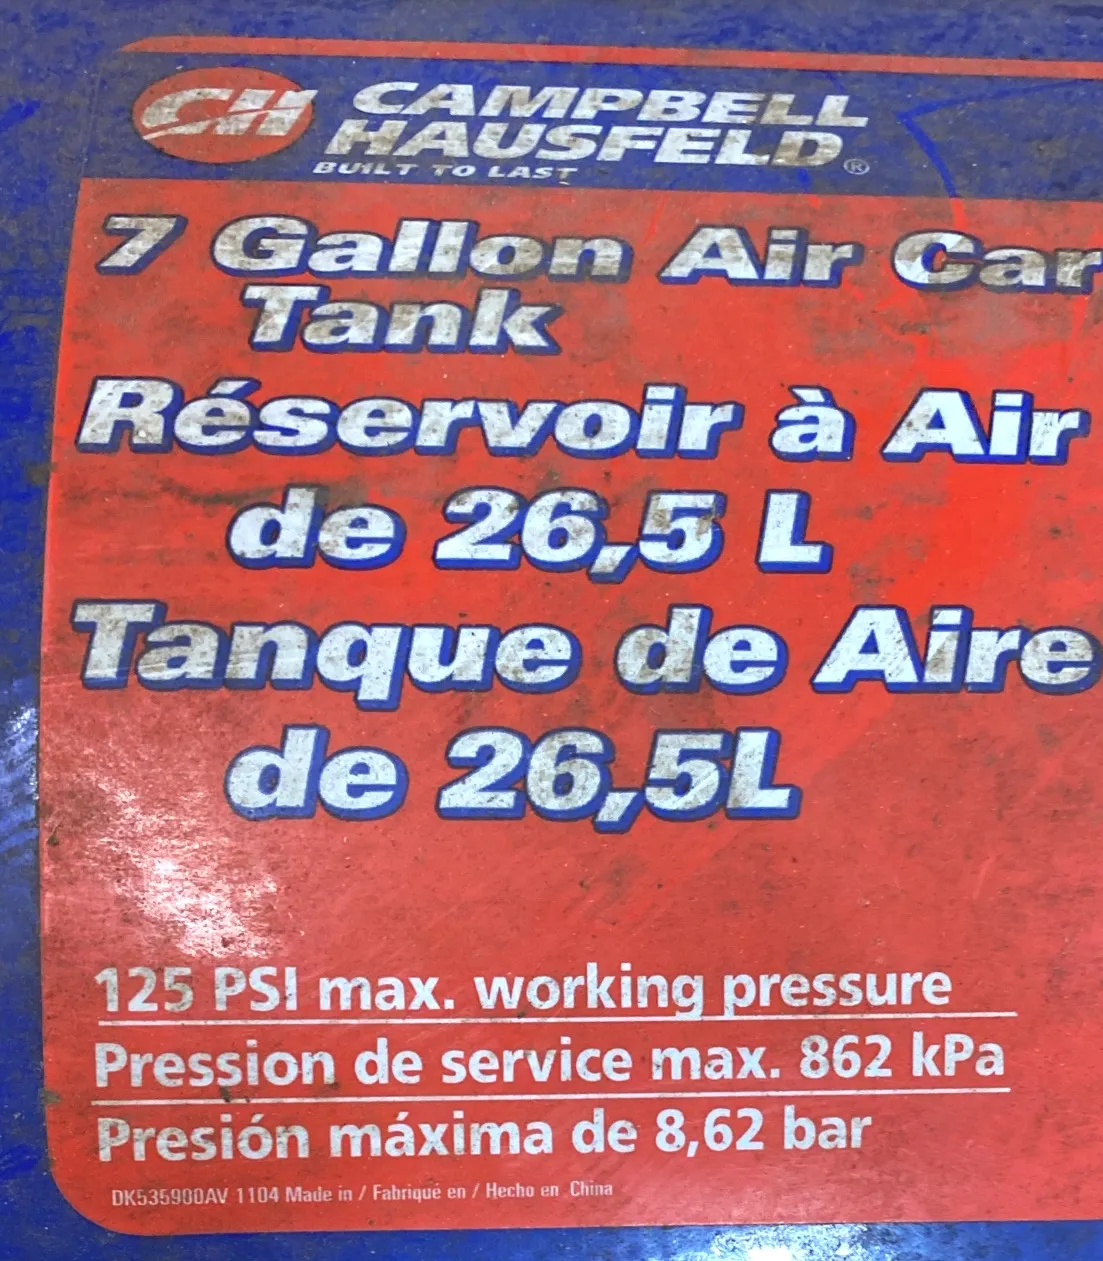 CH CAMPBELL
HAUSFELD®
BUILT TO LAST
7 Gallon Air Car
Tank
Réservoir à Air
de 26,5 L
Tanque de Aire
de 26,5L
125 PSI max. working pressure
Pression de service max. 862 kPa
Presión máxima de 8,62 bar
DK535900AV 1104 Made in / Fabriqué en / Hecho en China